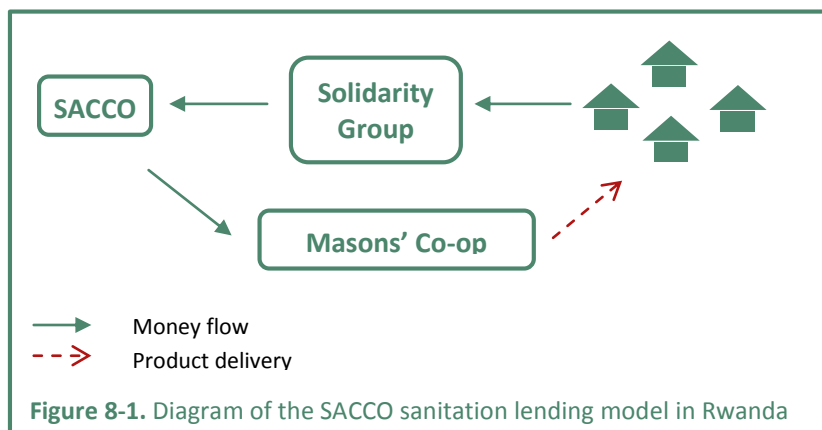 SACCO
Solidarity
Group
Masons’ Co-op
Money flow
Product delivery
Figure 8-1. Diagram of the SACCO sanitation lending model in Rwanda